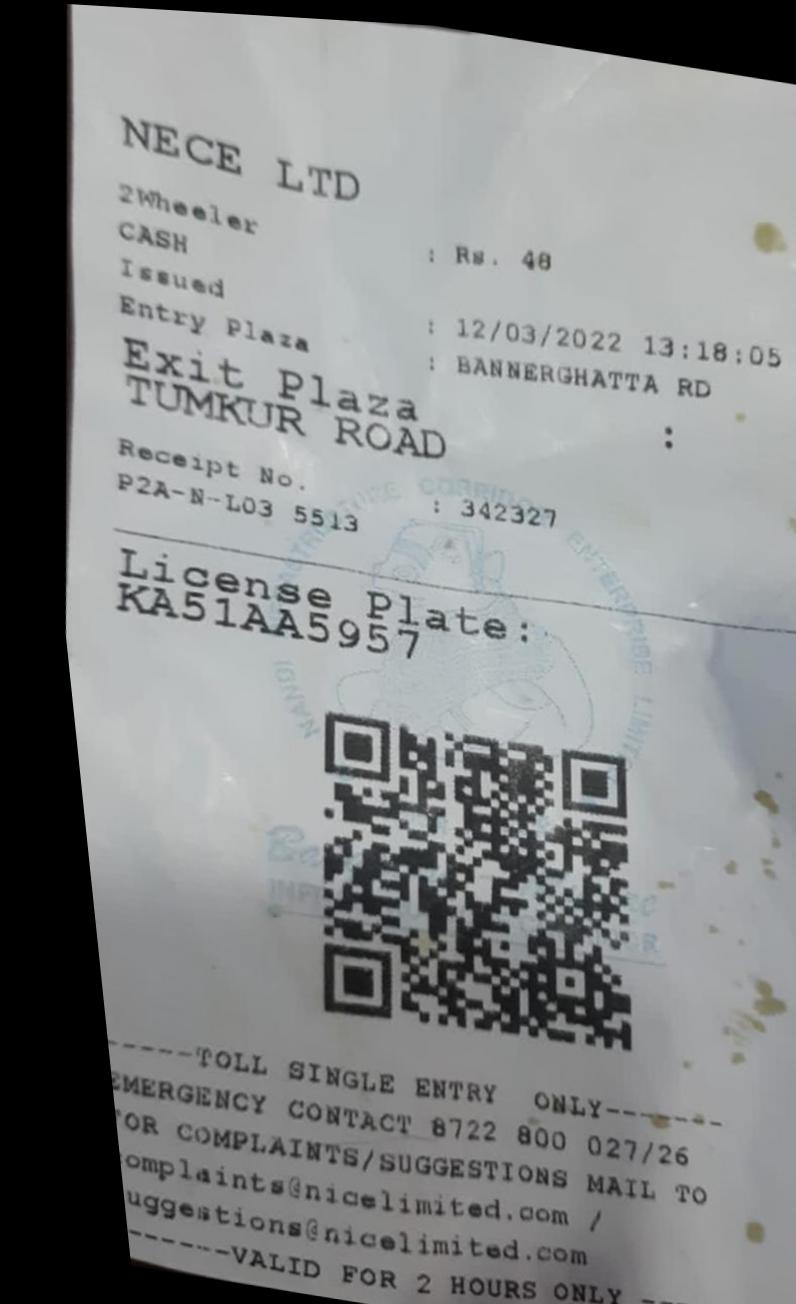 NECE LTD
2Wheeler
CASH : Rs. 48
Issued : 12/03/2022 13:18:05
Entry Plaza : BANNERGHATTA RD
Exit Plaza :
TUMKUR ROAD
Receipt No. : 342327
P2A-N-L03 5513
License Plate:
KA51AA5957
NANDI INFRASTRUCTURE CORRIDOR ENTERPRISE LIMITED
-----TOLL SINGLE ENTRY ONLY-------
EMERGENCY CONTACT 8722 800 027/26
FOR COMPLAINTS/SUGGESTIONS MAIL TO
complaints@nicelimited.com /
uggestions@nicelimited.com
-------VALID FOR 2 HOURS ONLY ---